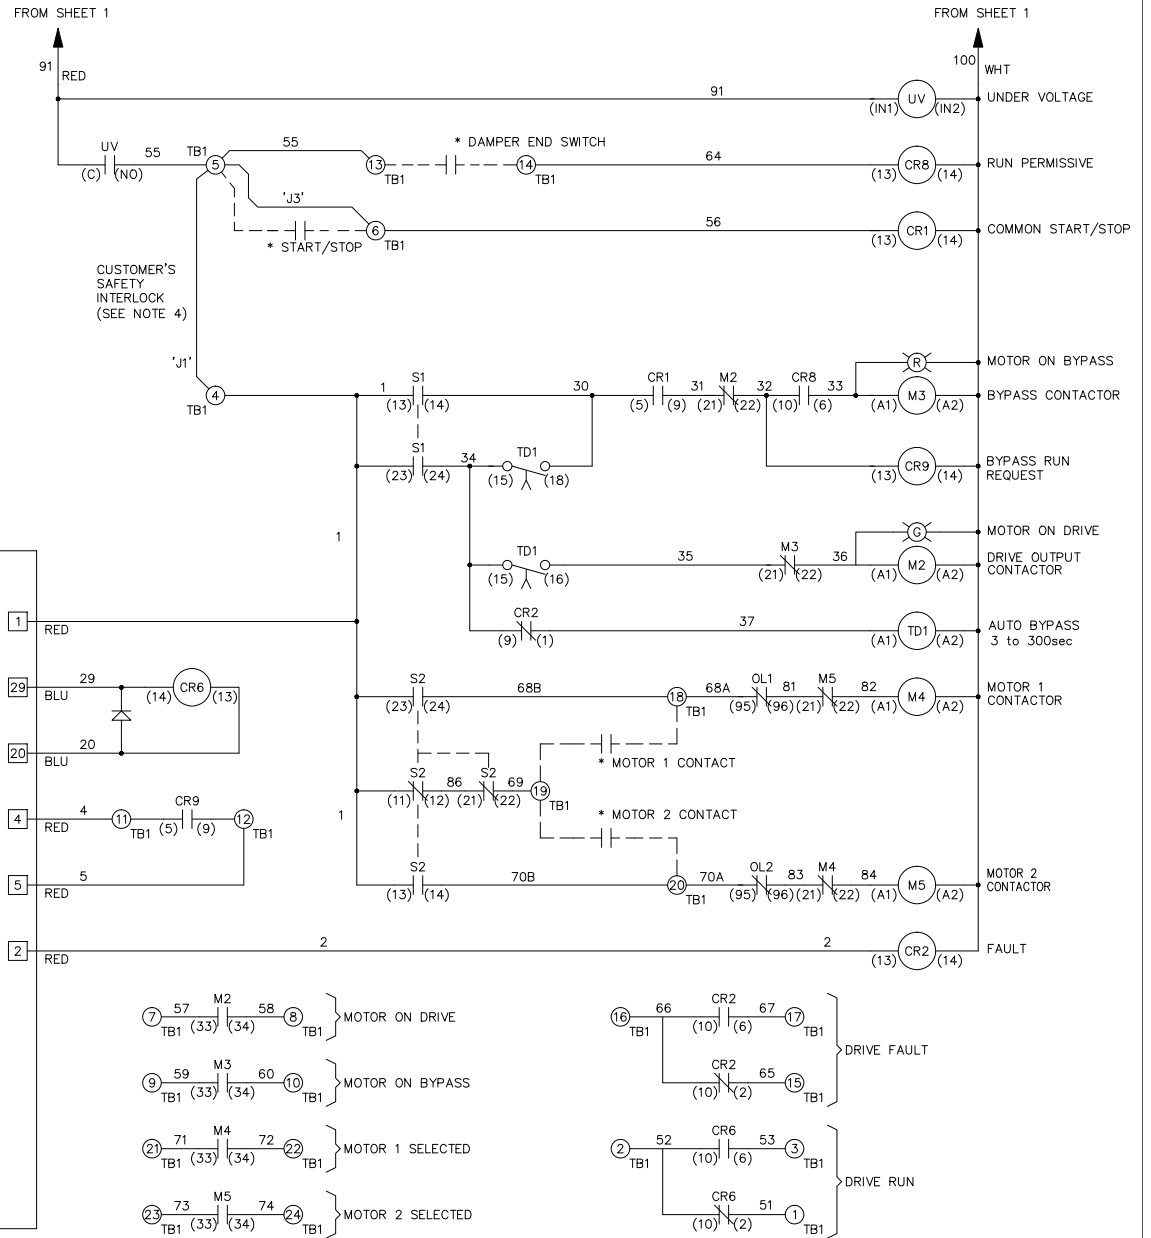 FROM SHEET 1
FROM SHEET 1
91
RED
100
WHT
91
(IN1) UV (IN2)
UNDER VOLTAGE
UV
(C) (NO)
55
TB1
5
55
13
TB1
* DAMPER END SWITCH
14
TB1
64
CR8
(13) (14)
RUN PERMISSIVE
'J3'
* START/STOP
6
TB1
56
CR1
(13) (14)
COMMON START/STOP
CUSTOMER'S
SAFETY
INTERLOCK
(SEE NOTE 4)
'J1'
4
TB1
1
S1
(13) (14)
30
CR1
(5) (9)
31
M2
(21) (22)
32
CR8
(10) (6)
33
R
MOTOR ON BYPASS
M3
(A1) (A2)
BYPASS CONTACTOR
S1
(23) (24)
34
TD1
(15) (18)
CR9
(13) (14)
BYPASS RUN
REQUEST
1
TD1
(15) (16)
35
M3
(21) (22)
36
G
MOTOR ON DRIVE
M2
(A1) (A2)
DRIVE OUTPUT
CONTACTOR
CR2
(9) (1)
37
TD1
(A1) (A2)
AUTO BYPASS
3 to 300sec
1
RED
29
BLU
29
CR6
(14) (13)
20
BLU
20
S2
(23) (24)
68B
18
TB1
68A
OL1
(95) (96)
81
M5
(21) (22)
82
M4
(A1) (A2)
MOTOR 1
CONTACTOR
* MOTOR 1 CONTACT
S2
(11) (12)
86
S2
(21) (22)
69
19
TB1
1
* MOTOR 2 CONTACT
4
RED
4
11
TB1
CR9
(5) (9)
12
TB1
5
RED
5
S2
(13) (14)
70B
20
TB1
70A
OL2
(95) (96)
83
M4
(21) (22)
84
M5
(A1) (A2)
MOTOR 2
CONTACTOR
2
RED
2
2
CR2
(13) (14)
FAULT
7
TB1
57
M2
(33) (34)
58
8
TB1
MOTOR ON DRIVE
9
TB1
59
M3
(33) (34)
60
10
TB1
MOTOR ON BYPASS
21
TB1
71
M4
(33) (34)
72
22
TB1
MOTOR 1 SELECTED
23
TB1
73
M5
(33) (34)
74
24
TB1
MOTOR 2 SELECTED
16
TB1
66
CR2
(10) (6)
67
17
TB1
CR2
(10) (2)
65
15
TB1
DRIVE FAULT
2
TB1
52
CR6
(10) (6)
53
3
TB1
CR6
(10) (2)
51
1
TB1
DRIVE RUN